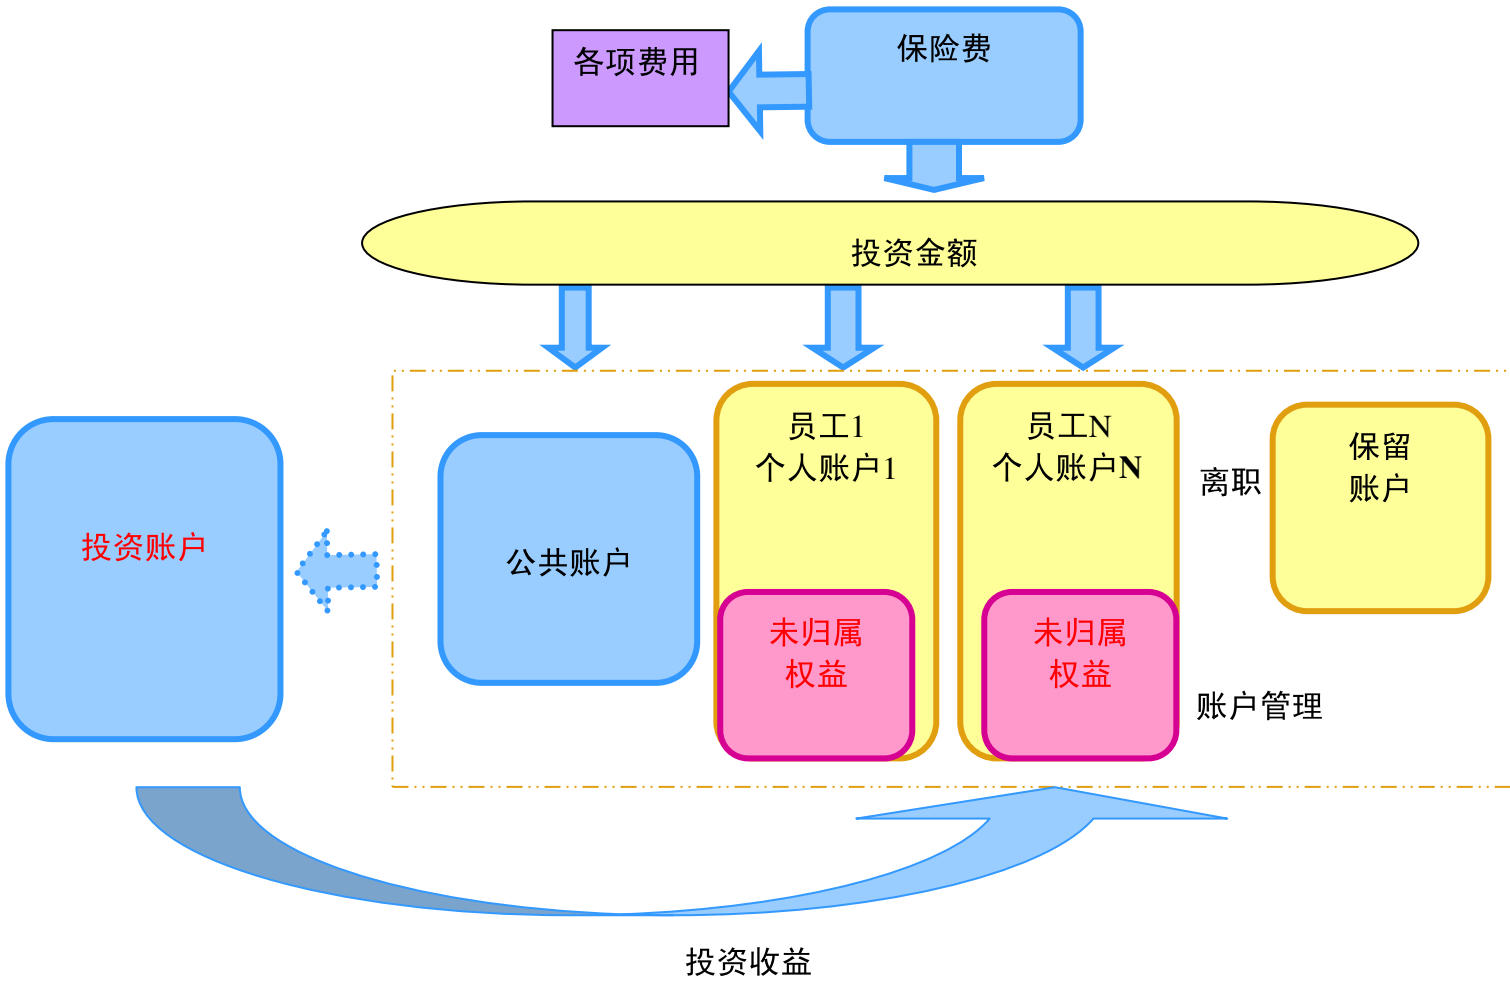 各项费用
保险费
投资金额
员工1
个人账户1
员工N
个人账户N
离职
保留
账户
投资账户
公共账户
未归属
权益
未归属
权益
账户管理
投资收益